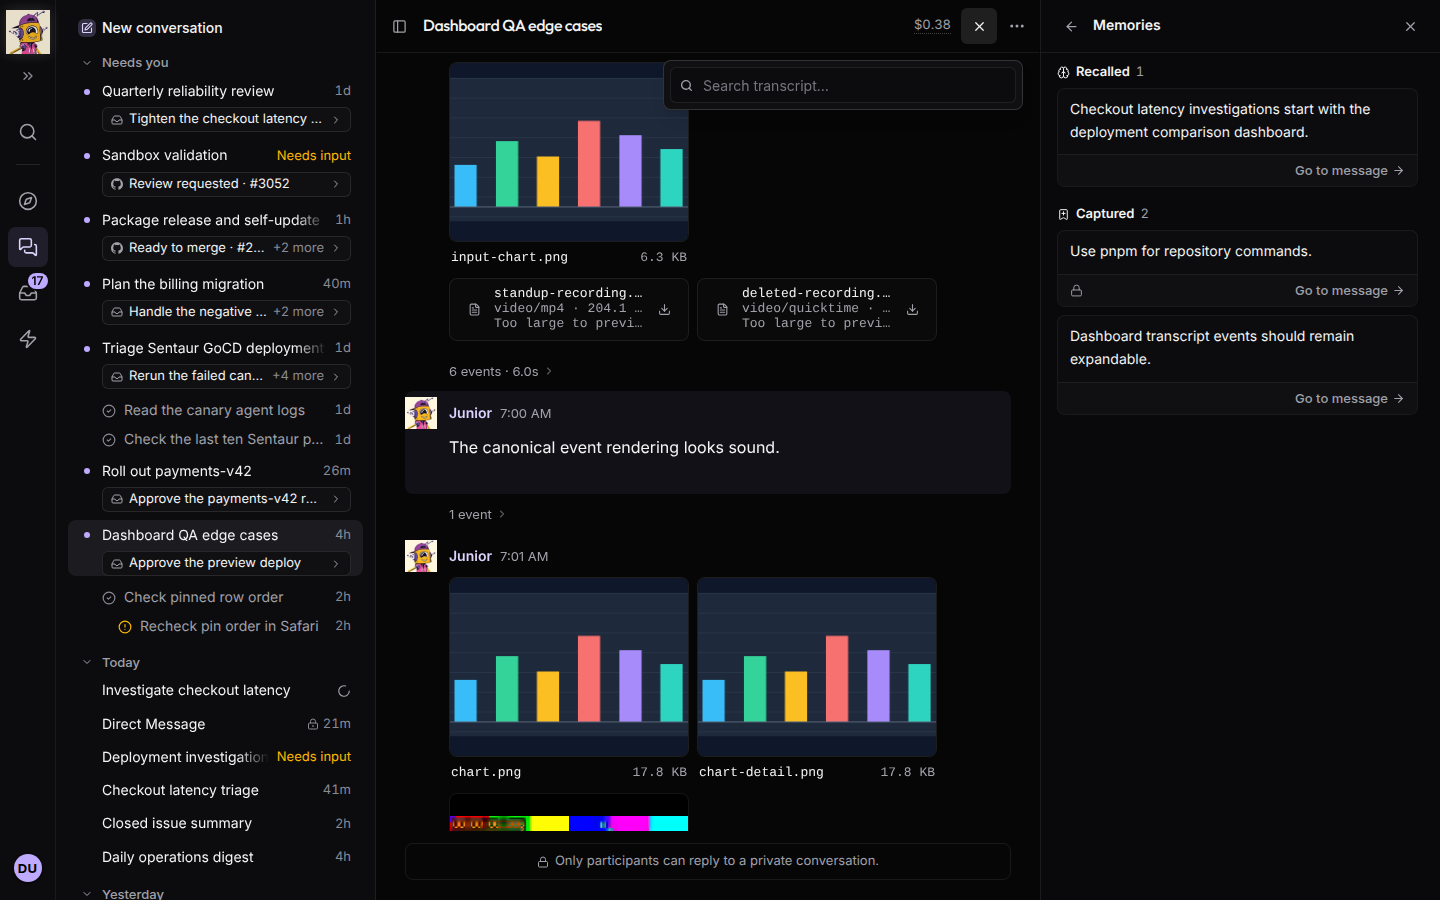 New conversation
Needs you
Quarterly reliability review 1d
Tighten the checkout latency ...
Sandbox validation Needs input
Review requested · #3052
Package release and self-update 1h
Ready to merge · #2... +2 more
Plan the billing migration 40m
17
Handle the negative ... +2 more
Triage Sentaur GoCD deployment 1d
Rerun the failed can... +4 more
Read the canary agent logs 1d
Check the last ten Sentaur p... 1d
Roll out payments-v42 26m
Approve the payments-v42 r...
Dashboard QA edge cases 4h
Approve the preview deploy
Check pinned row order 2h
Recheck pin order in Safari 2h
Today
Investigate checkout latency
Direct Message 21m
Deployment investigation Needs input
Checkout latency triage 41m
Closed issue summary 2h
Daily operations digest 4h
Yesterday
DU
Dashboard QA edge cases $0.38
Search transcript...
input-chart.png 6.3 KB
standup-recording.…
video/mp4 · 204.1 …
Too large to previ…
deleted-recording.…
video/quicktime · …
Too large to previ…
6 events · 6.0s
Junior 7:00 AM
The canonical event rendering looks sound.
1 event
Junior 7:01 AM
chart.png 17.8 KB
chart-detail.png 17.8 KB
Only participants can reply to a private conversation.
Memories
Recalled 1
Checkout latency investigations start with the
deployment comparison dashboard.
Go to message
Captured 2
Use pnpm for repository commands.
Go to message
Dashboard transcript events should remain
expandable.
Go to message